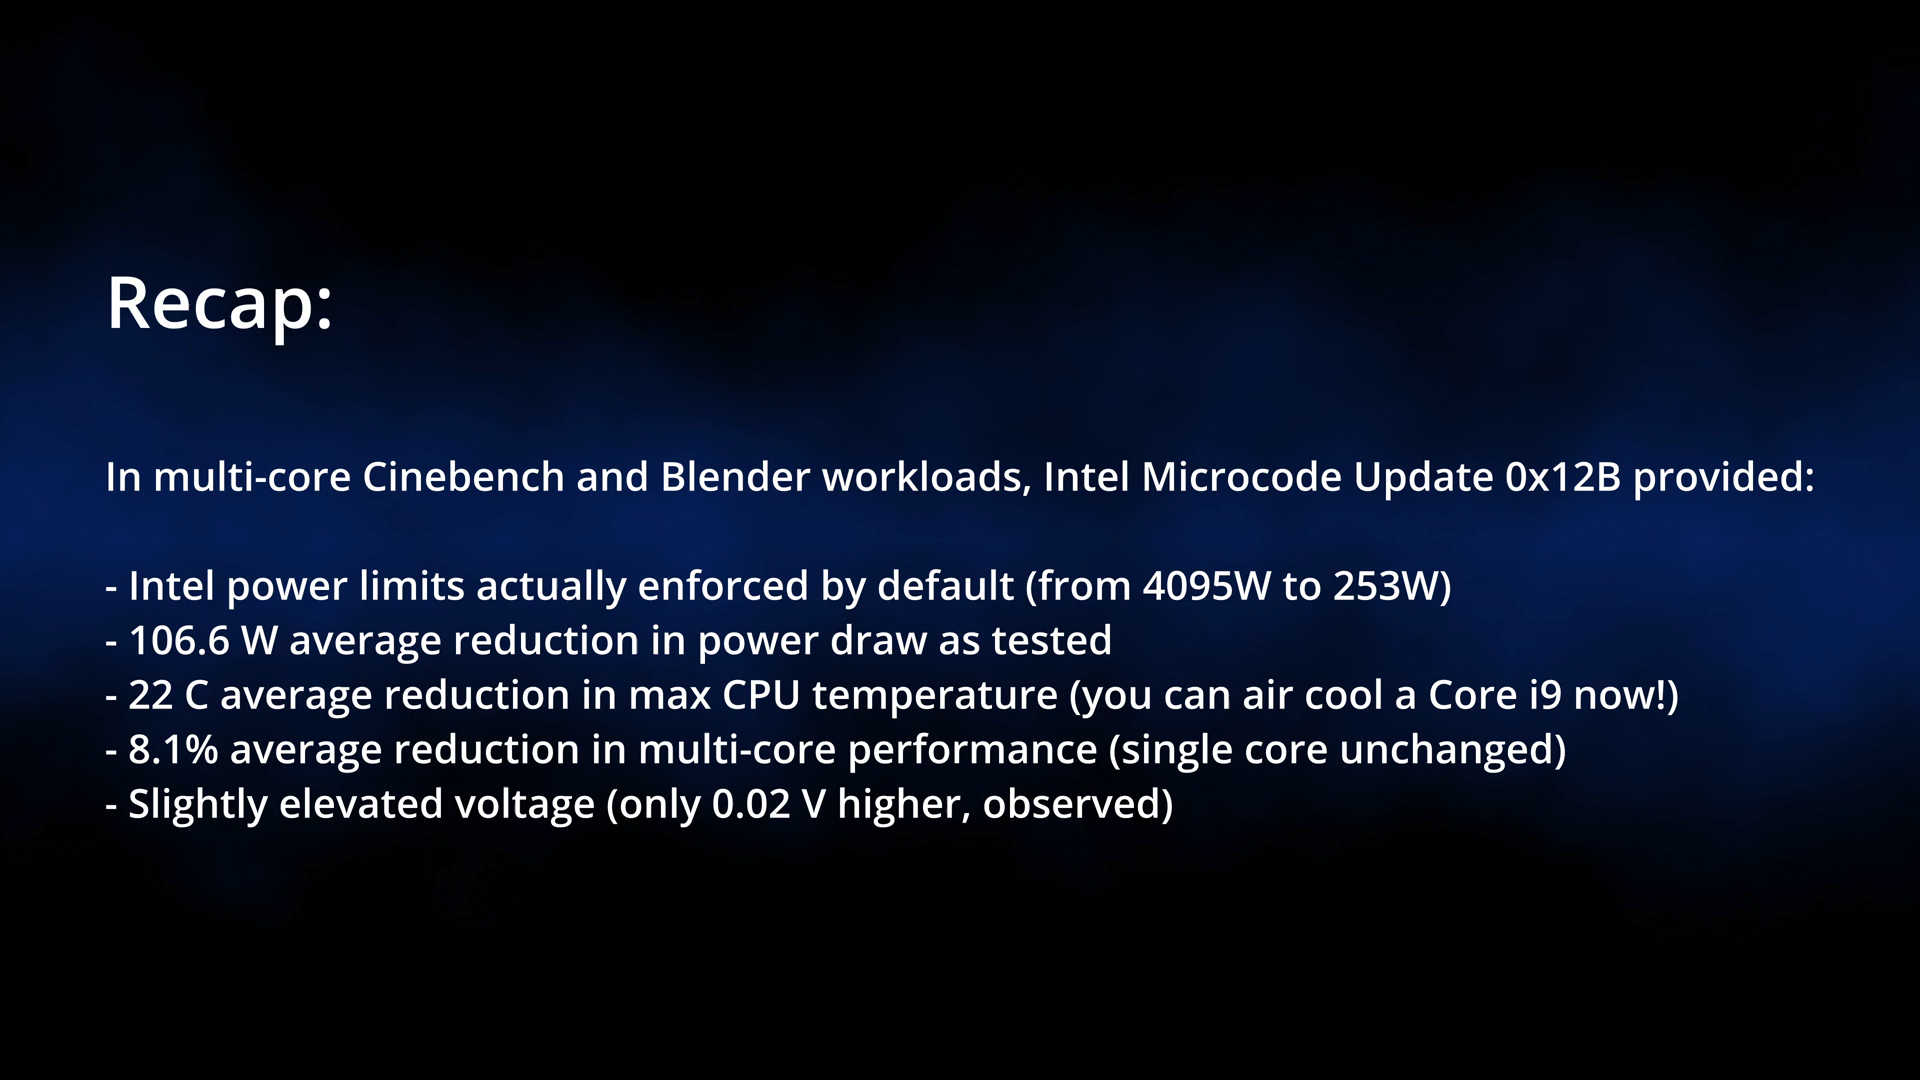 Recap:
In multi-core Cinebench and Blender workloads, Intel Microcode Update 0x12B provided:
- Intel power limits actually enforced by default (from 4095W to 253W)
- 106.6 W average reduction in power draw as tested
- 22 C average reduction in max CPU temperature (you can air cool a Core i9 now!)
- 8.1% average reduction in multi-core performance (single core unchanged)
- Slightly elevated voltage (only 0.02 V higher, observed)